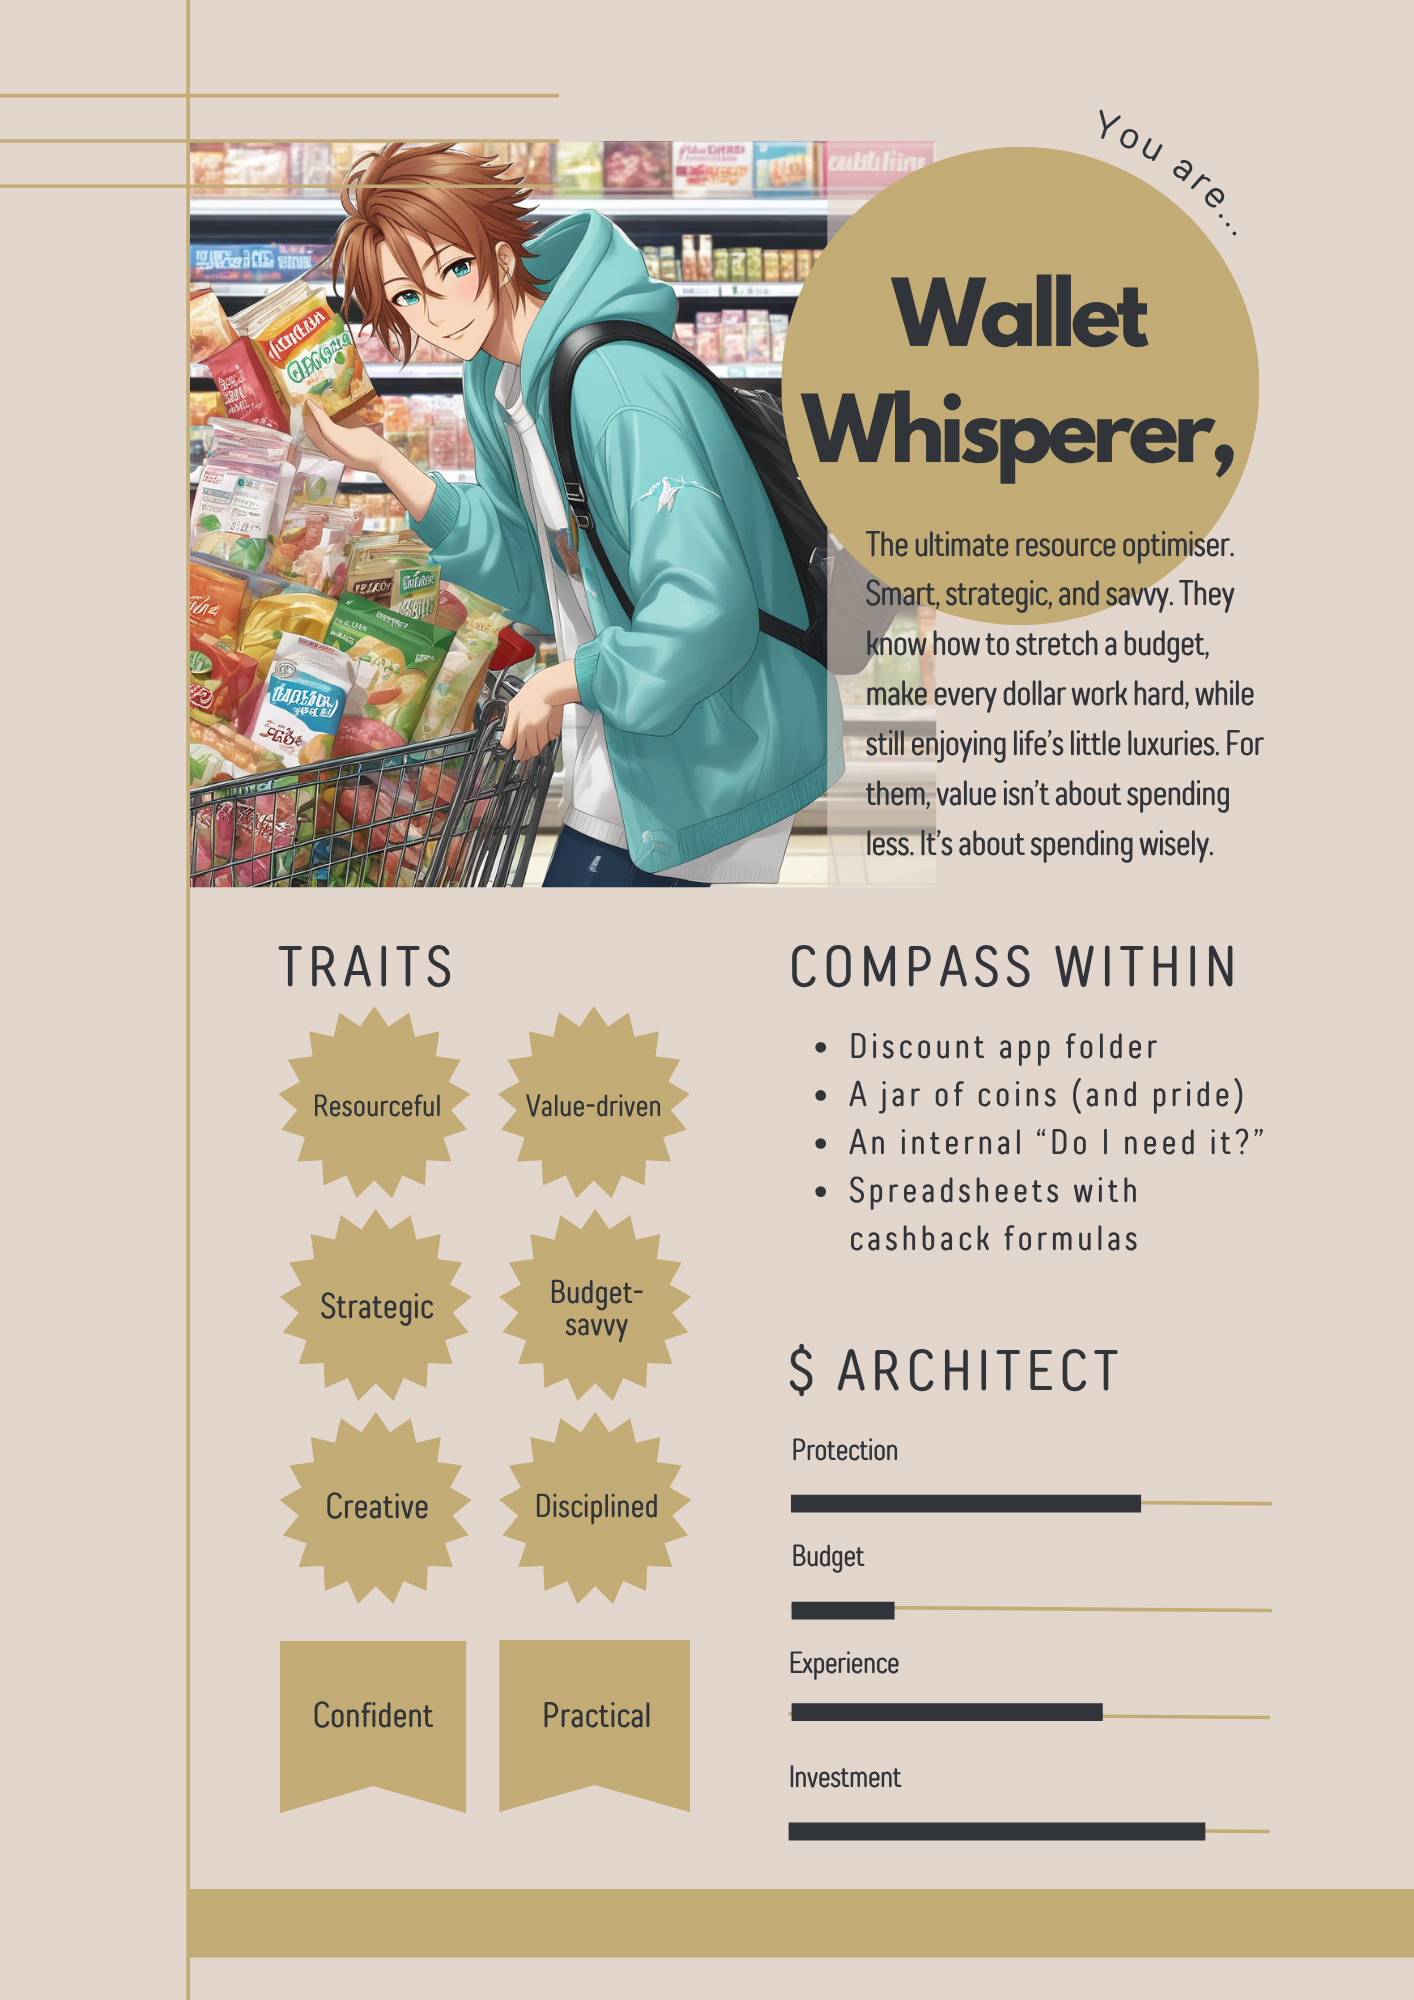 You are...
Wallet
Whisperer,
The ultimate resource optimiser.
Smart, strategic, and savvy. They
know how to stretch a budget,
make every dollar work hard, while
still enjoying life’s little luxuries. For
them, value isn’t about spending
less. It’s about spending wisely.
TRAITS
Resourceful
Value-driven
Strategic
Budget-
savvy
Creative
Disciplined
Confident
Practical
COMPASS WITHIN
• Discount app folder
• A jar of coins (and pride)
• An internal “Do I need it?”
• Spreadsheets with
cashback formulas
$ ARCHITECT
Protection
Budget
Experience
Investment